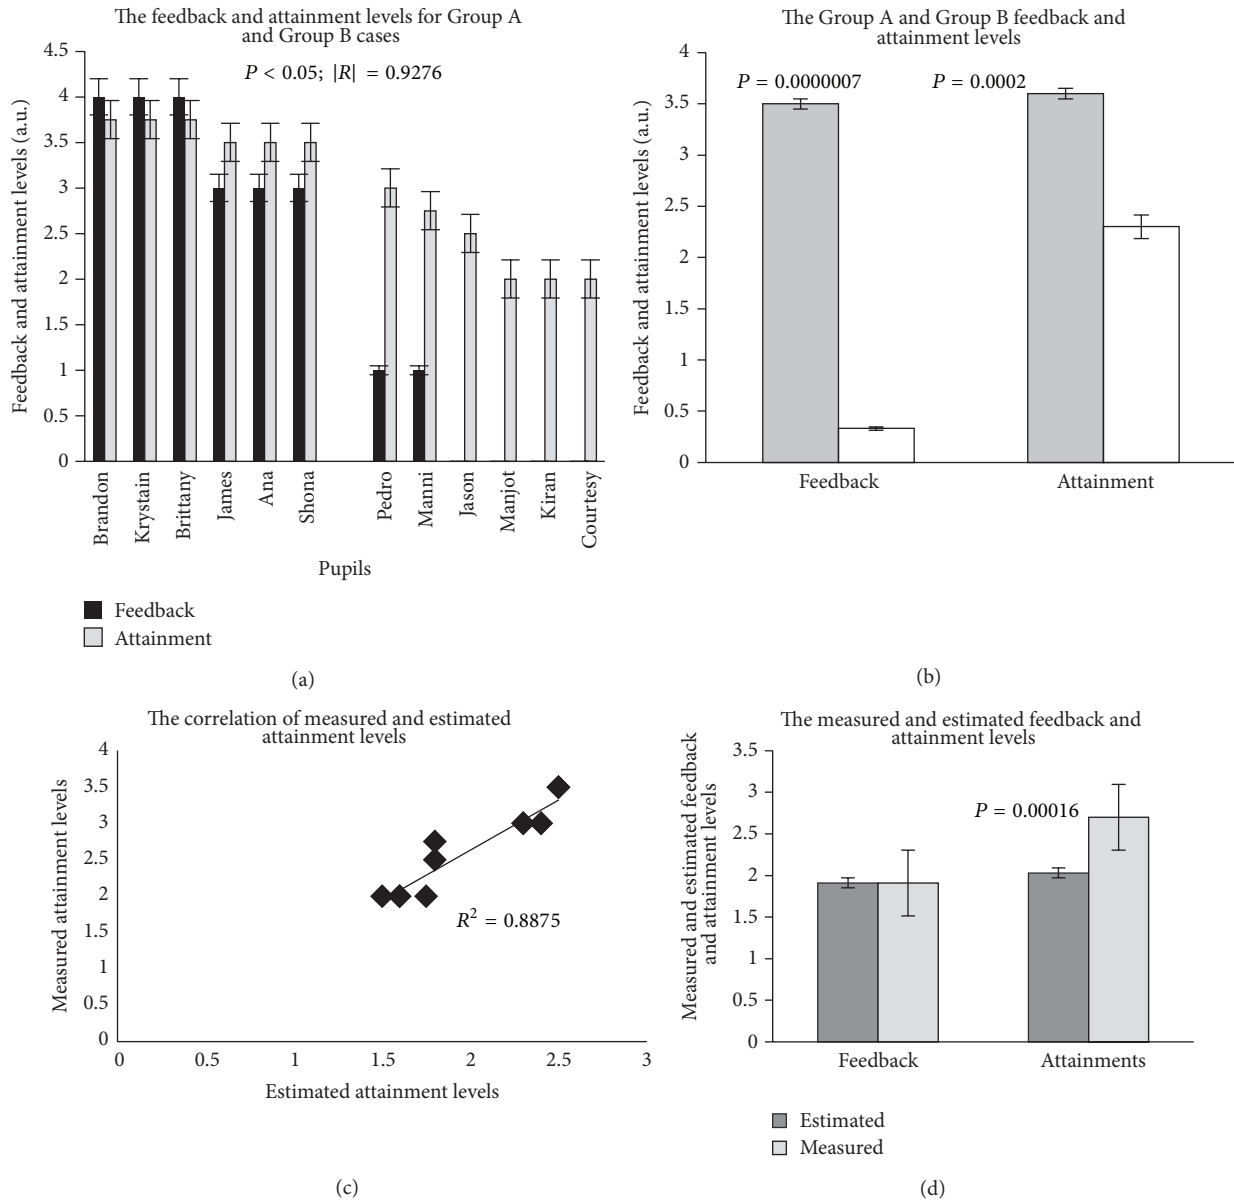 The feedback and attainment levels for Group A
and Group B cases
P < 0.05; |R| = 0.9276
Feedback and attainment levels (a.u.)
4.5
4
3.5
3
2.5
2
1.5
1
0.5
0
Brandon
Krystain
Brittany
James
Ana
Shona
Pedro
Manni
Jason
Manjot
Kiran
Courtesy
Pupils
Feedback
Attainment
(a)
The Group A and Group B feedback and
attainment levels
P = 0.0000007
P = 0.0002
Feedback and attainment levels (a.u.)
4
3.5
3
2.5
2
1.5
1
0.5
0
Feedback
Attainment
(b)
The correlation of measured and estimated
attainment levels
Measured attainment levels
4
3.5
3
2.5
2
1.5
1
0.5
0
R² = 0.8875
0
0.5
1
1.5
2
2.5
3
Estimated attainment levels
(c)
The measured and estimated feedback and
attainment levels
Measured and estimated feedback
and attainment levels
3.5
3
2.5
2
1.5
1
0.5
0
P = 0.00016
Feedback
Attainments
Estimated
Measured
(d)